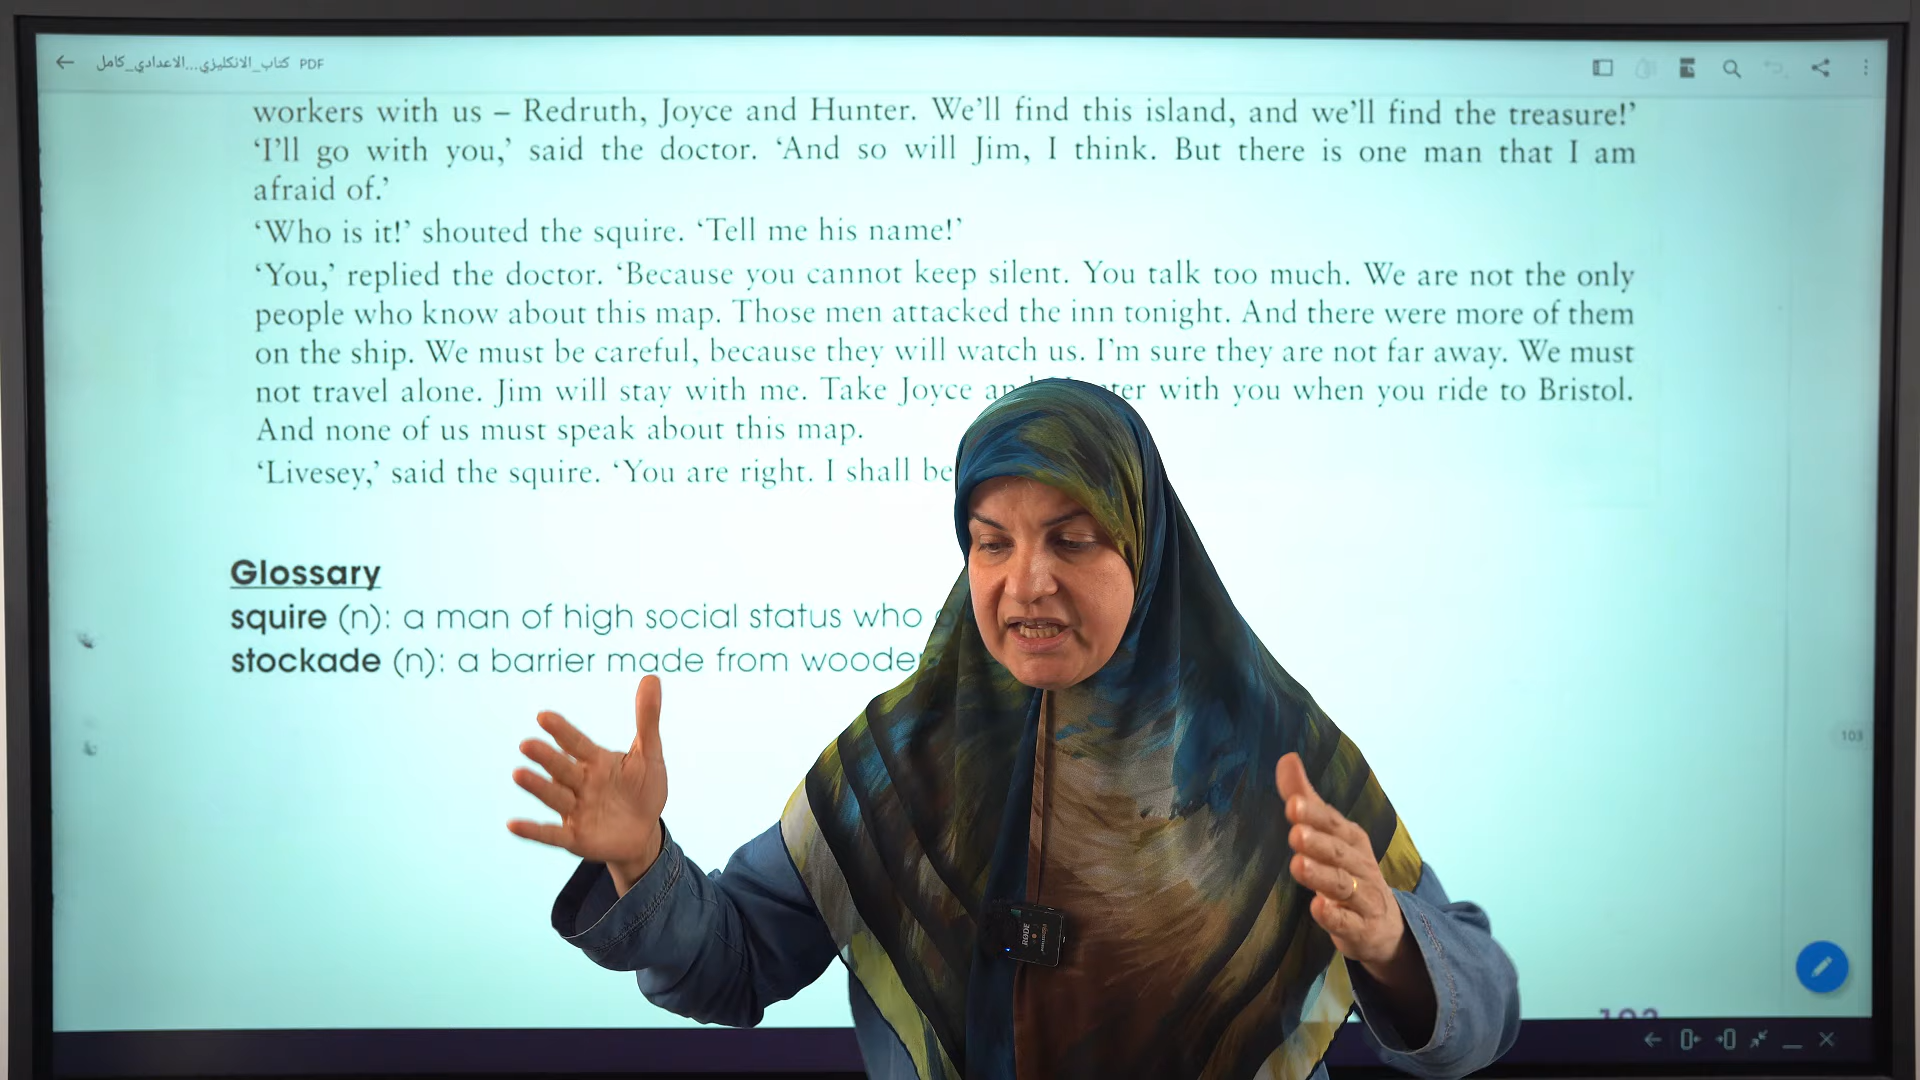 كتاب_الانكليزي...الاعدادي_كامل PDF
workers with us – Redruth, Joyce and Hunter. We'll find this island, and we'll find the treasure!'
'I'll go with you,' said the doctor. 'And so will Jim, I think. But there is one man that I am
afraid of.'
'Who is it!' shouted the squire. 'Tell me his name!'
'You,' replied the doctor. 'Because you cannot keep silent. You talk too much. We are not the only
people who know about this map. Those men attacked the inn tonight. And there were more of them
on the ship. We must be careful, because they will watch us. I'm sure they are not far away. We must
not travel alone. Jim will stay with me. Take Joyce with you when you ride to Bristol.
And none of us must speak about this map.
'Livesey,' said the squire. 'You are right. I shall be
Glossary
squire (n): a man of high social status who
stockade (n): a barrier made from
103
RØDE